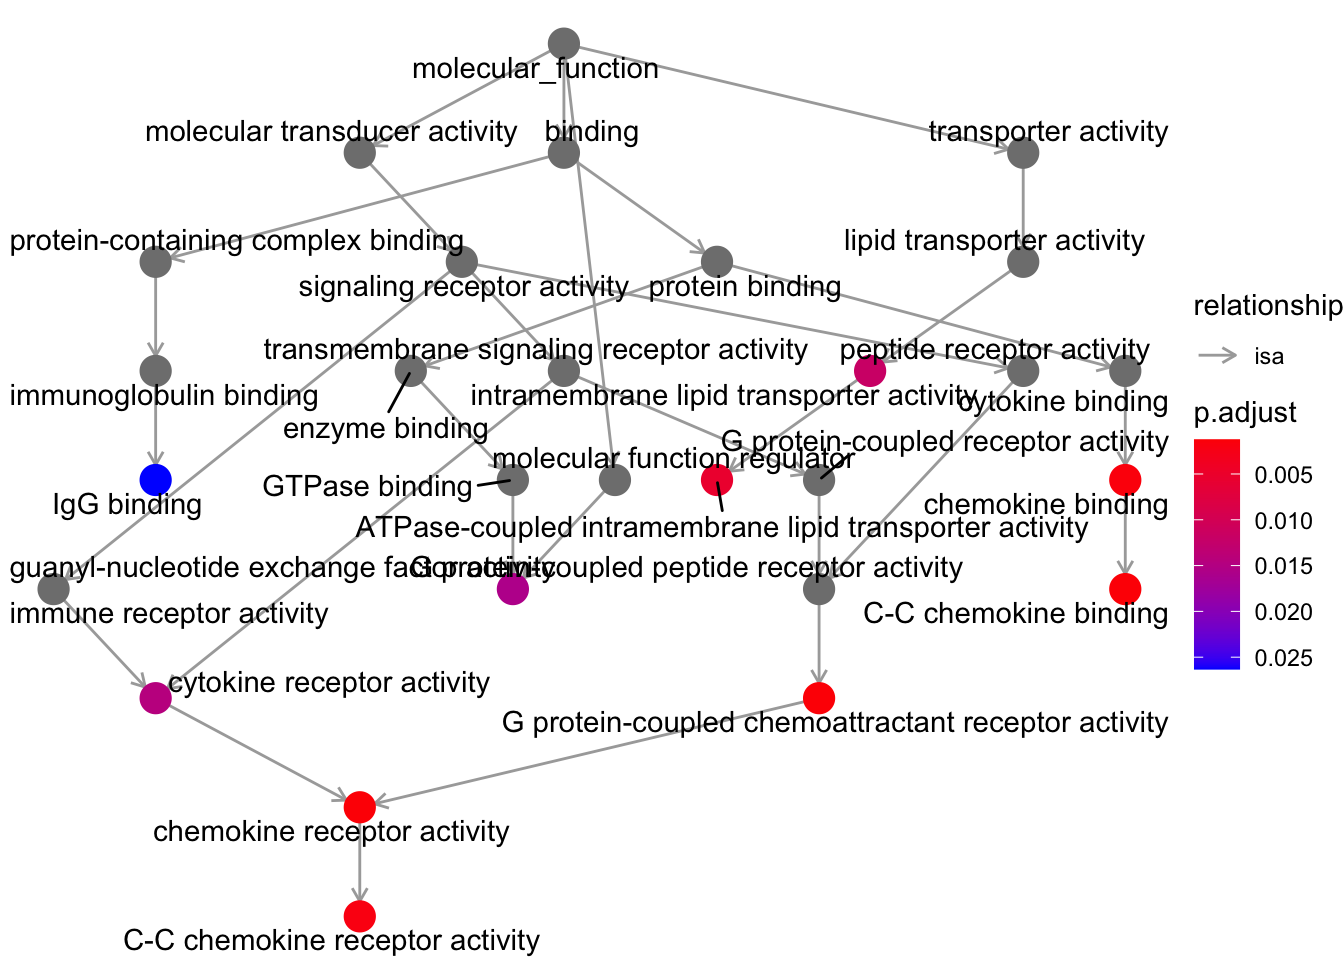 molecular_function
molecular transducer activity
binding
transporter activity
protein-containing complex binding
lipid transporter activity
signaling receptor activity
protein binding
relationship
isa
transmembrane signaling receptor activity
peptide receptor activity
immunoglobulin binding
intramembrane lipid transporter activity
cytokine binding
p.adjust
enzyme binding
G protein-coupled receptor activity
molecular function regulator
0.005
GTPase binding
IgG binding
chemokine binding
0.010
ATPase-coupled intramembrane lipid transporter activity
guanyl-nucleotide exchange factor activity
G protein-coupled peptide receptor activity
0.015
immune receptor activity
C-C chemokine binding
0.020
0.025
cytokine receptor activity
G protein-coupled chemoattractant receptor activity
chemokine receptor activity
C-C chemokine receptor activity